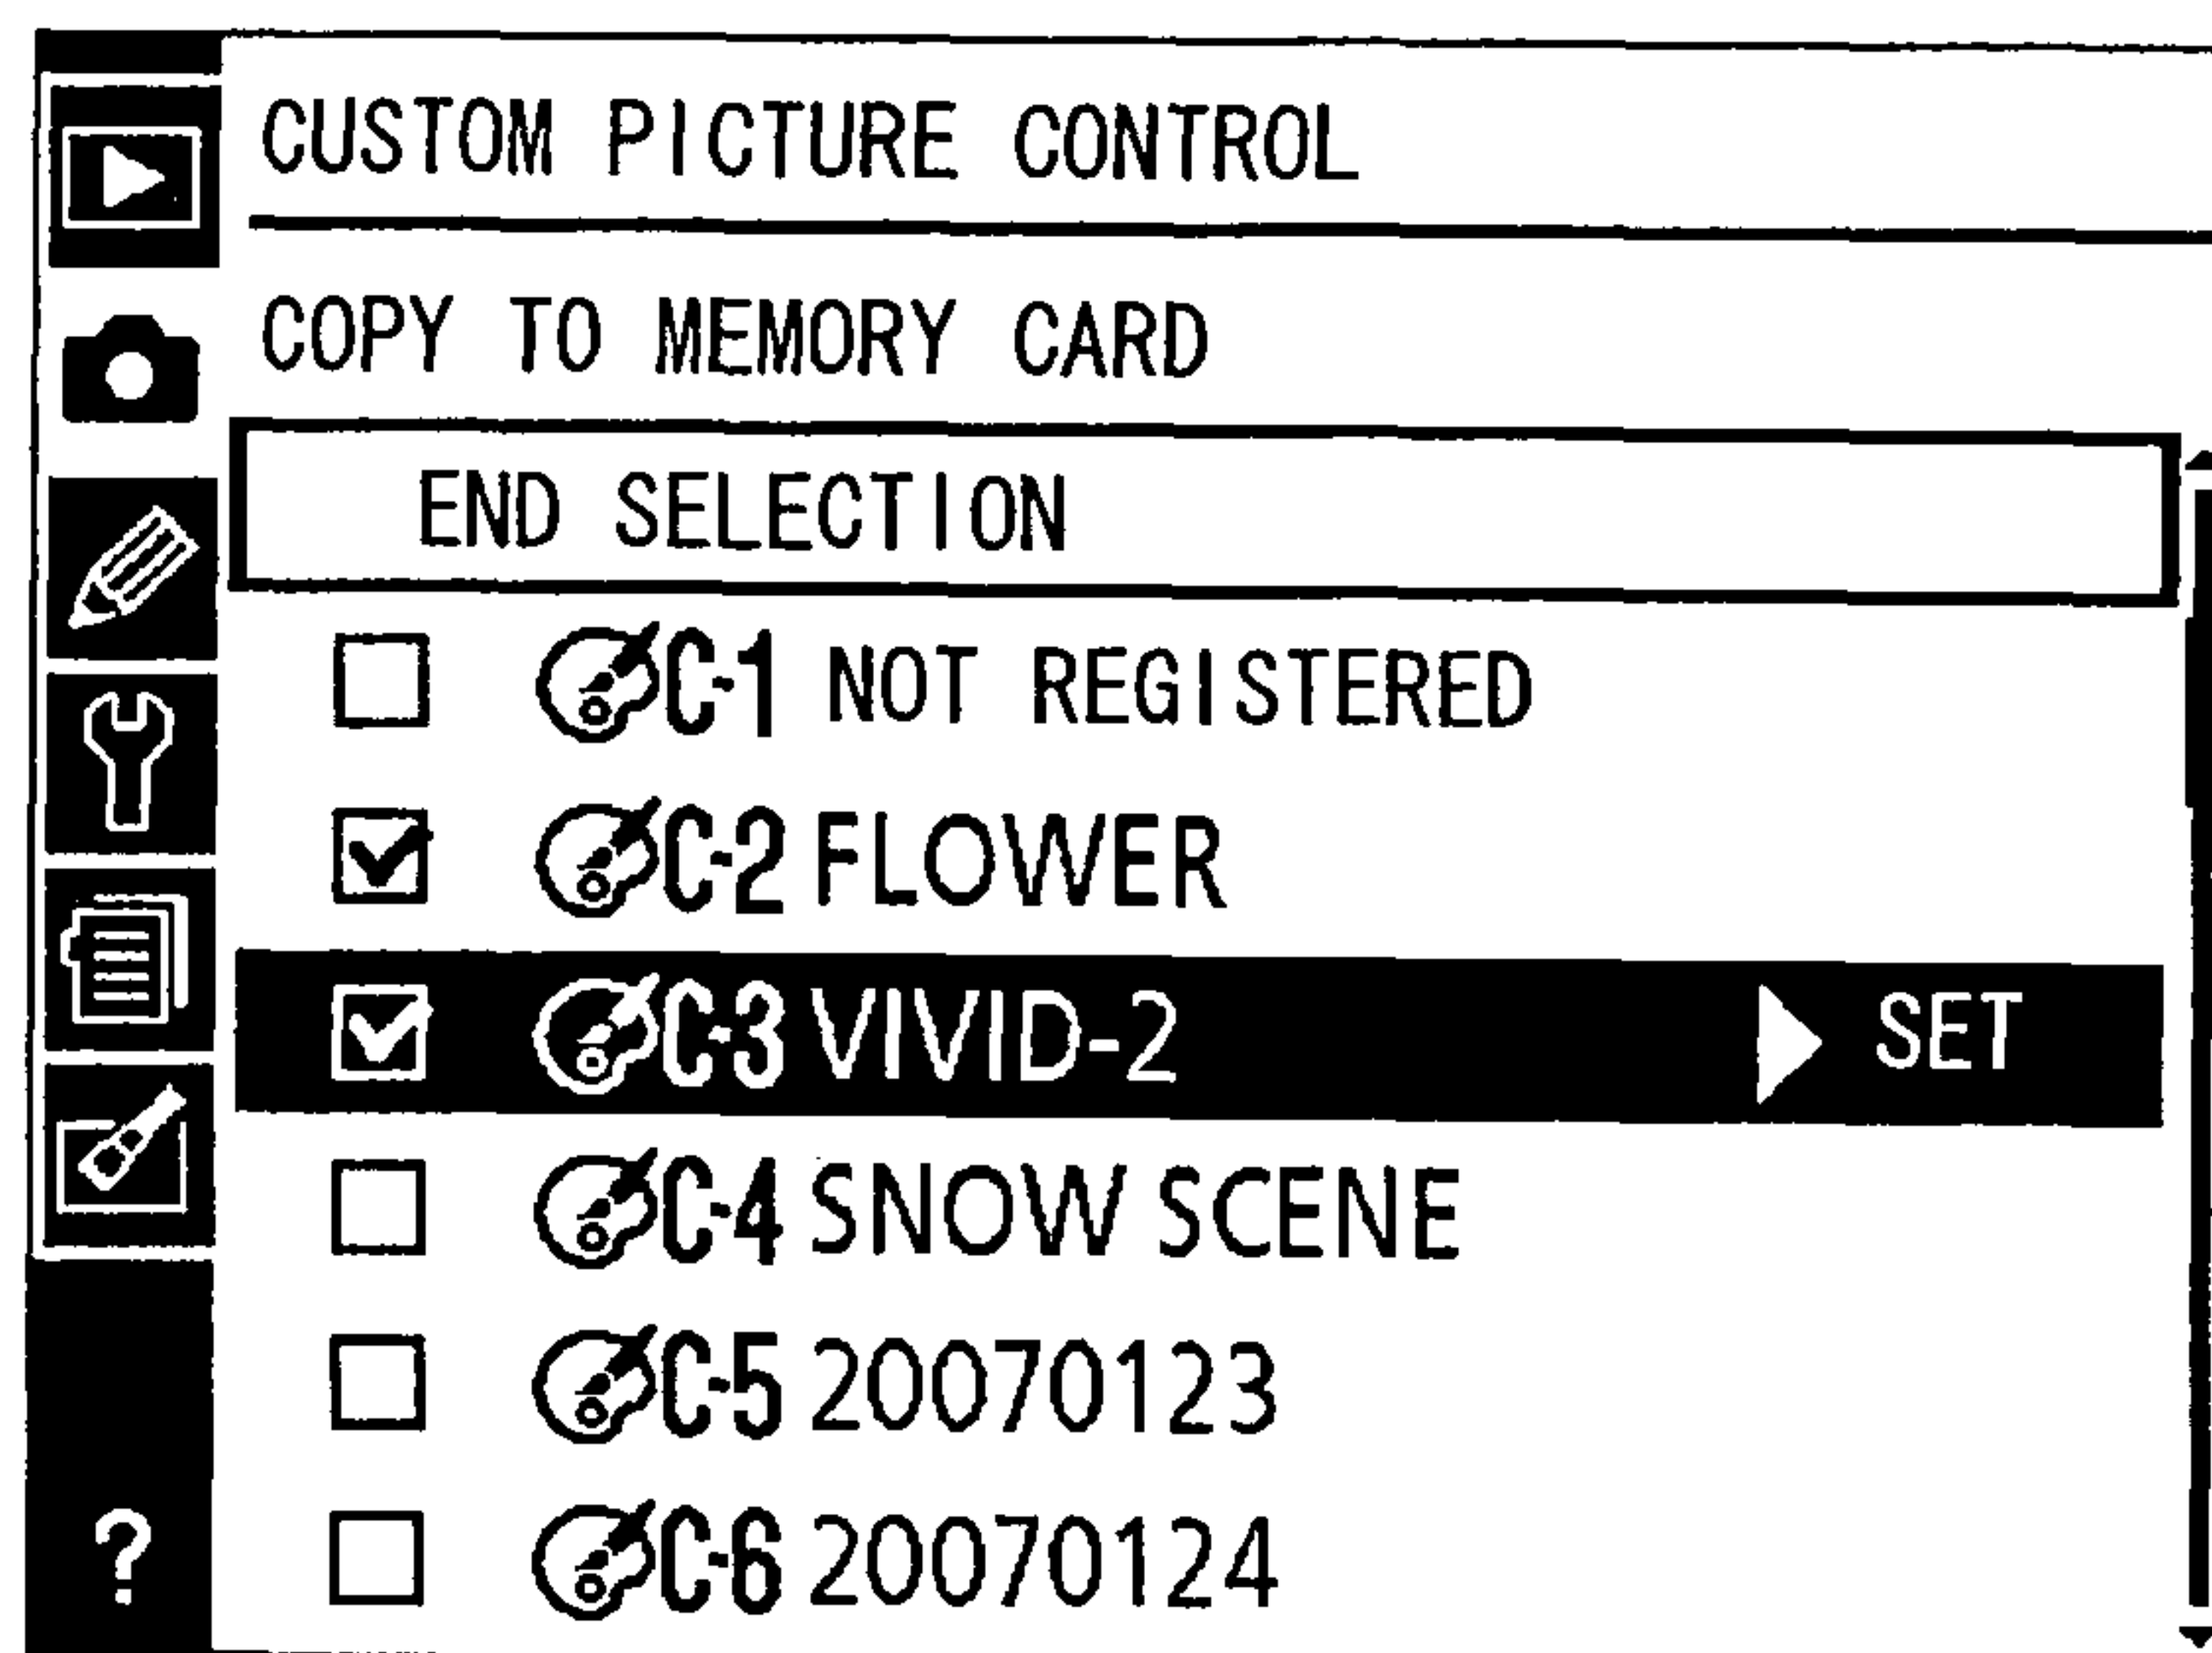 CUSTOM PICTURE CONTROL
COPY TO MEMORY CARD
END SELECTION
C-1 NOT REGISTERED
C-2 FLOWER
C-3 VIVID-2 SET
C-4 SNOW SCENE
C-5 20070123
C-6 20070124
?